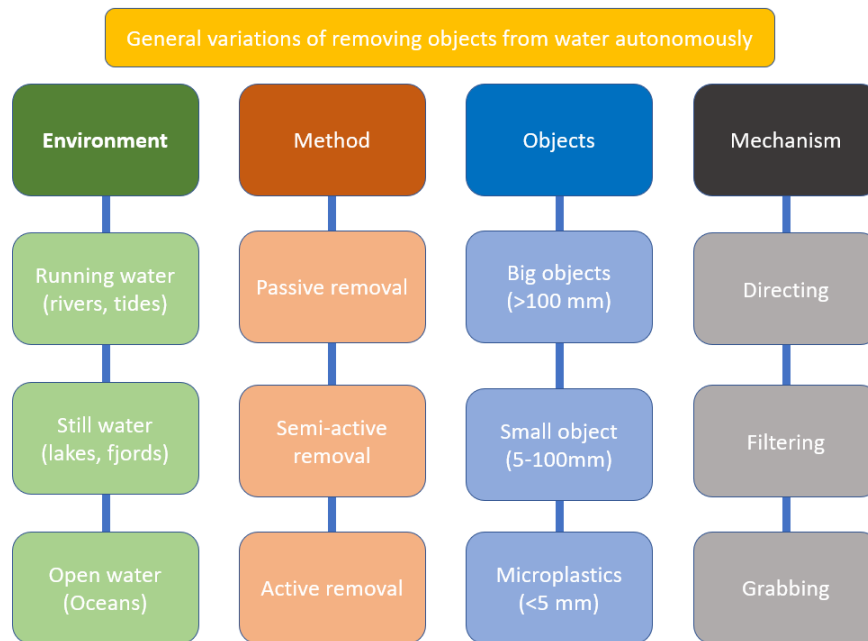 General variations of removing objects from water autonomously
Environment
Method
Objects
Mechanism
Running water
(rivers, tides)
Passive removal
Big objects
(>100 mm)
Directing
Still water
(lakes, fjords)
Semi-active
removal
Small object
(5-100mm)
Filtering
Open water
(Oceans)
Active removal
Microplastics
(<5 mm)
Grabbing